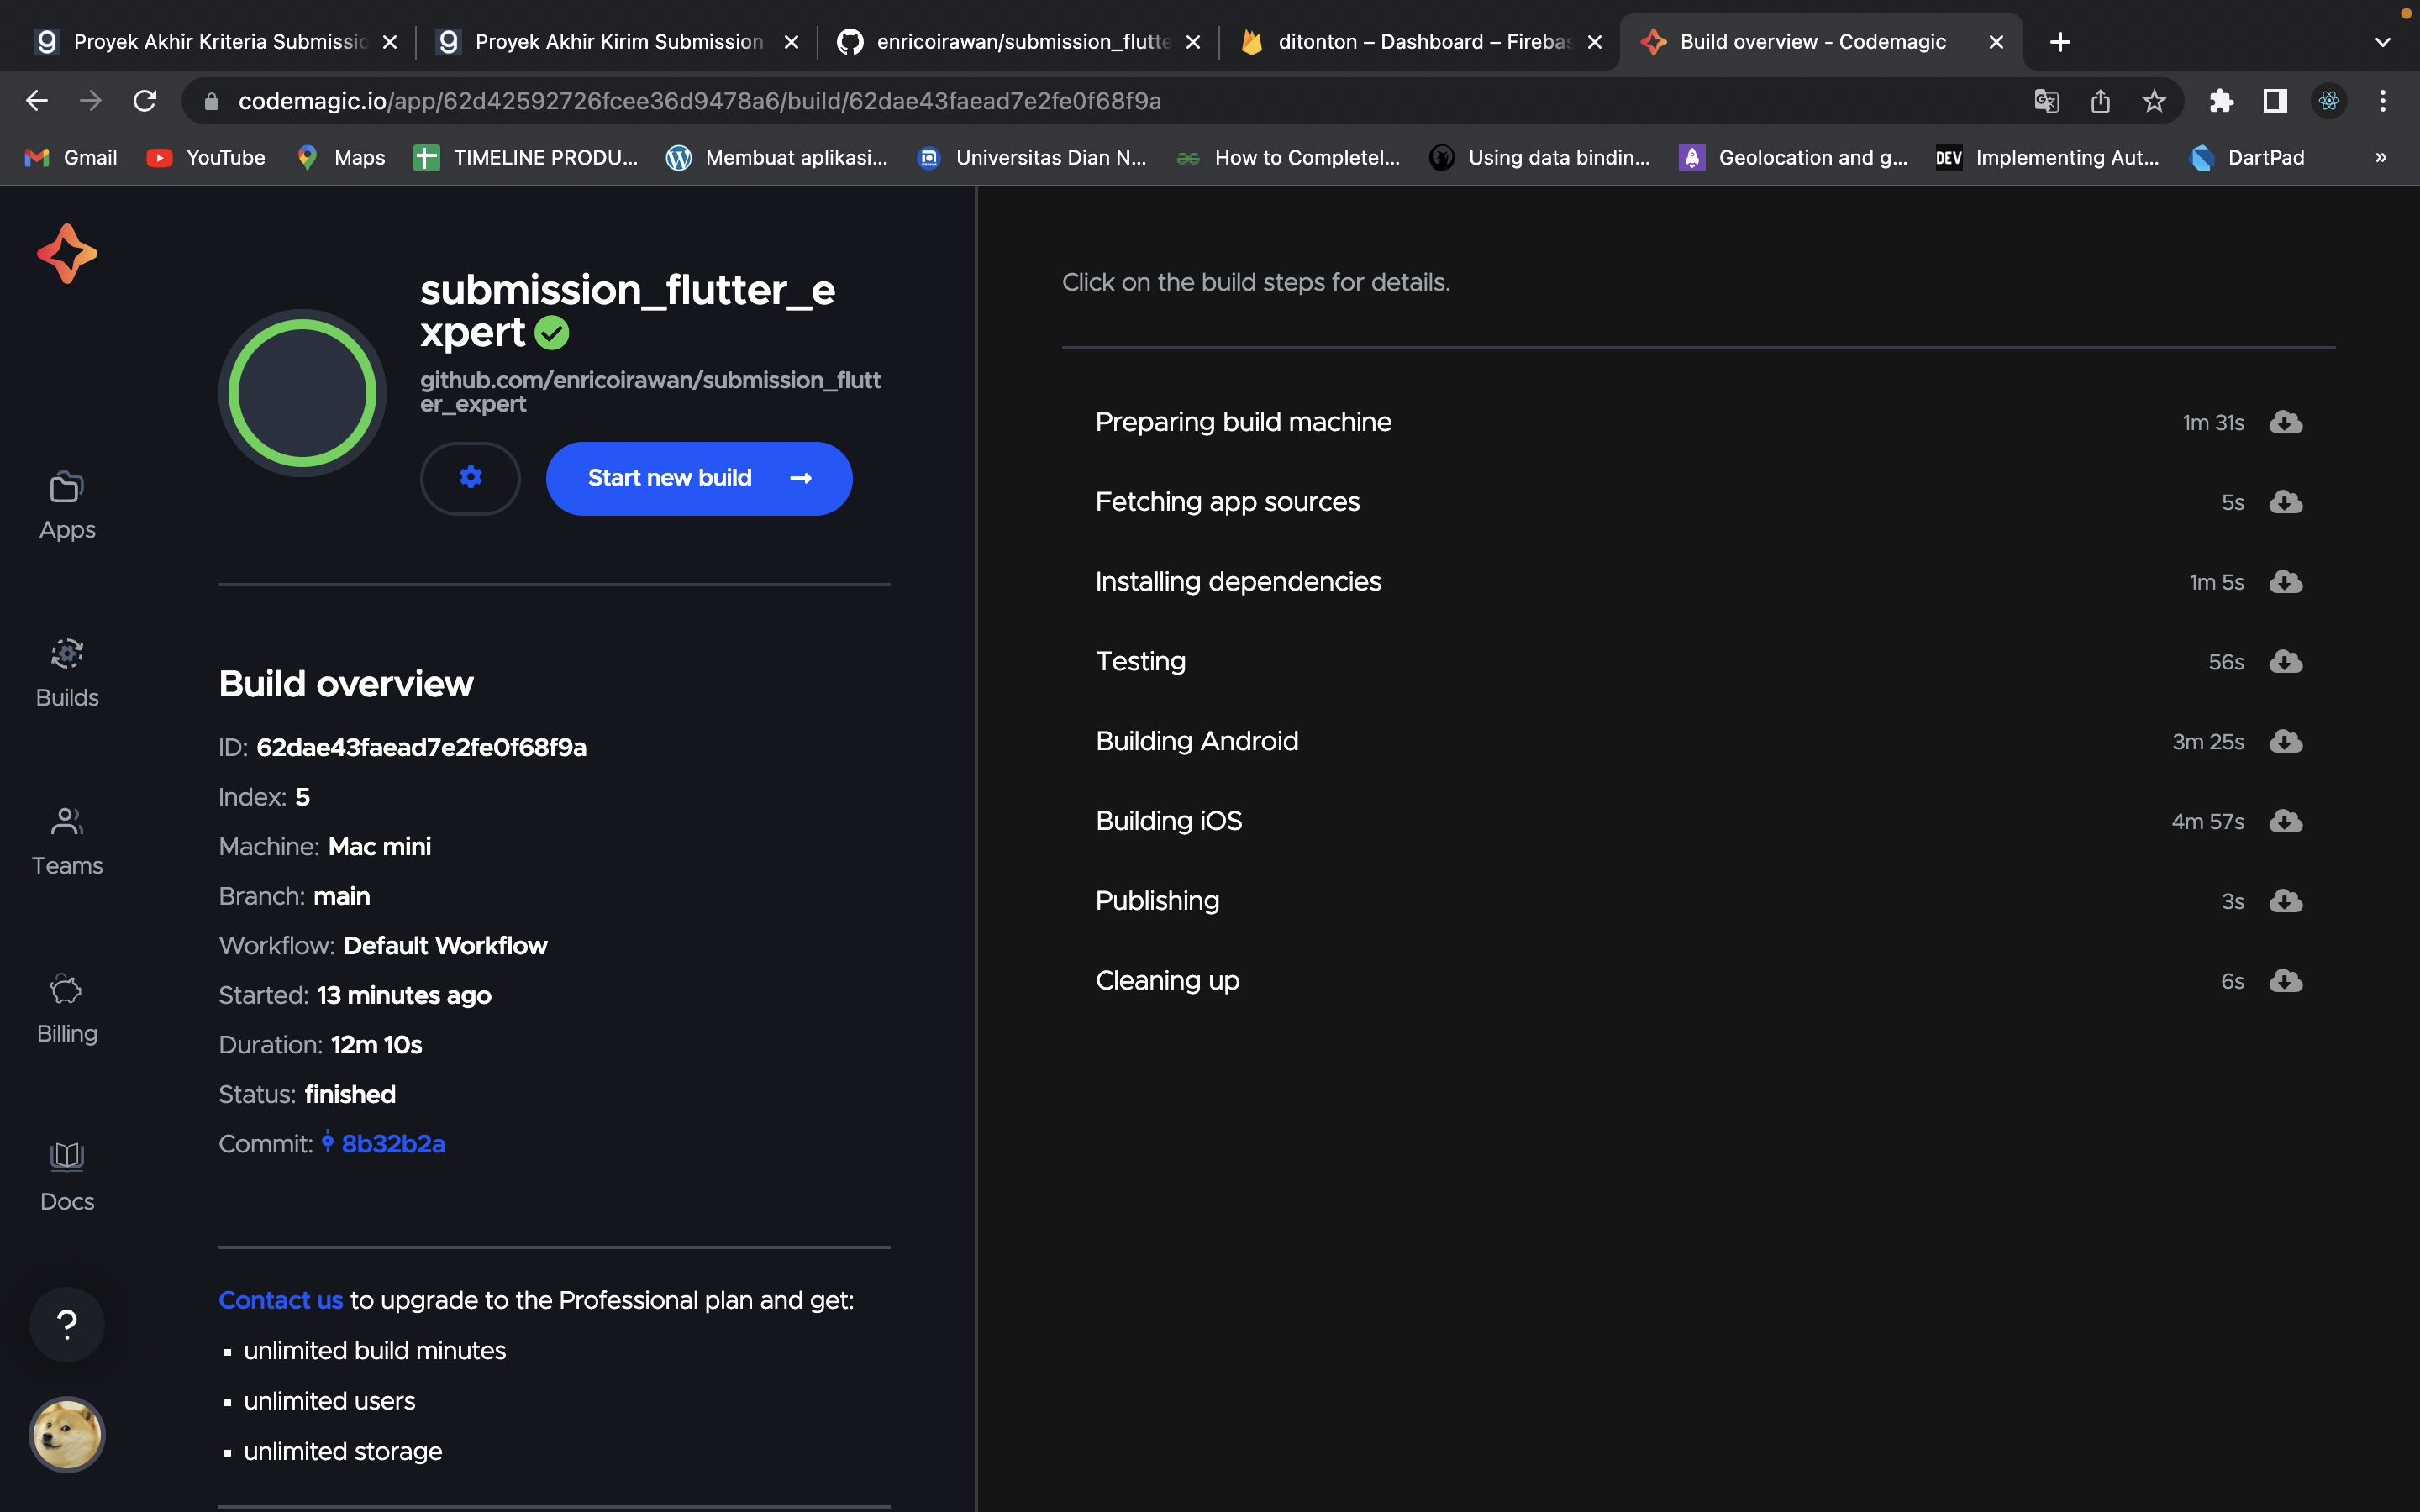 Proyek Akhir Kriteria Submissio
Proyek Akhir Kirim Submission
enricoirawan/submission_flutte
ditonton – Dashboard – Firebas
Build overview - Codemagic
codemagic.io/app/62d42592726fcee36d9478a6/build/62dae43faead7e2fe0f68f9a
Gmail
YouTube
Maps
TIMELINE PRODU...
Membuat aplikasi...
Universitas Dian N...
How to Completel...
Using data bindin...
Geolocation and g...
DEV
Implementing Aut...
DartPad
»
Apps
Builds
Teams
Billing
Docs
?
submission_flutter_e
xpert
github.com/enricoirawan/submission_flutt
er_expert
Start new build
Build overview
ID: 62dae43faead7e2fe0f68f9a
Index: 5
Machine: Mac mini
Branch: main
Workflow: Default Workflow
Started: 13 minutes ago
Duration: 12m 10s
Status: finished
Commit: 8b32b2a
Contact us to upgrade to the Professional plan and get:
▪ unlimited build minutes
▪ unlimited users
▪ unlimited storage
Click on the build steps for details.
Preparing build machine 1m 31s
Fetching app sources 5s
Installing dependencies 1m 5s
Testing 56s
Building Android 3m 25s
Building iOS 4m 57s
Publishing 3s
Cleaning up 6s